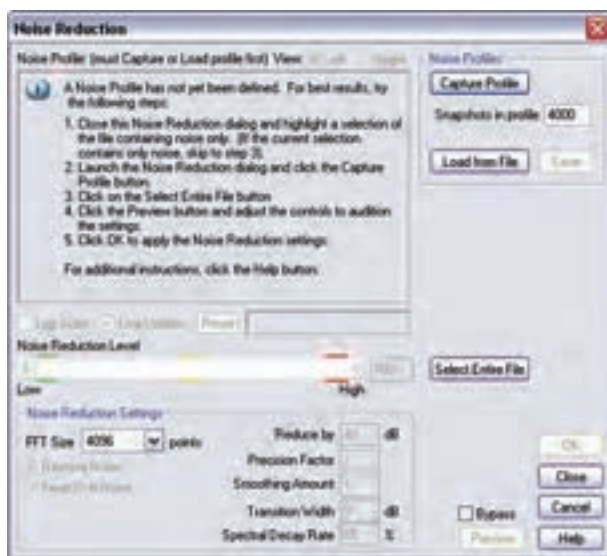 Noise Reduction
Noise Profile: (must Capture or Load profile first) View:
Noise Profiles
A Noise Profile has not yet been defined. For best results, try
the following steps:
1. Close this Noise Reduction dialog and highlight a selection of
the file containing noise only. (If the current selection
contains only noise, skip to step 3).
2. Launch the Noise Reduction dialog and click the Capture
Profile button
3. Click on the Select Entire File button
4. Click the Preview button and adjust the controls to audition
the settings.
5. Click OK to apply the Noise Reduction settings
For additional instructions, click the Help button.
Capture Profile
Snapshots in profile 4000
Load from File Save
Reset
Noise Reduction Level
Low High
Select Entire File
Noise Reduction Settings
FFT Size 4096 points
Reduce by dB
Precision Factor
Smoothing Amount
Transition Width dB
Spectral Decay Rate %
OK
Close
Bypass Cancel
Preview Help